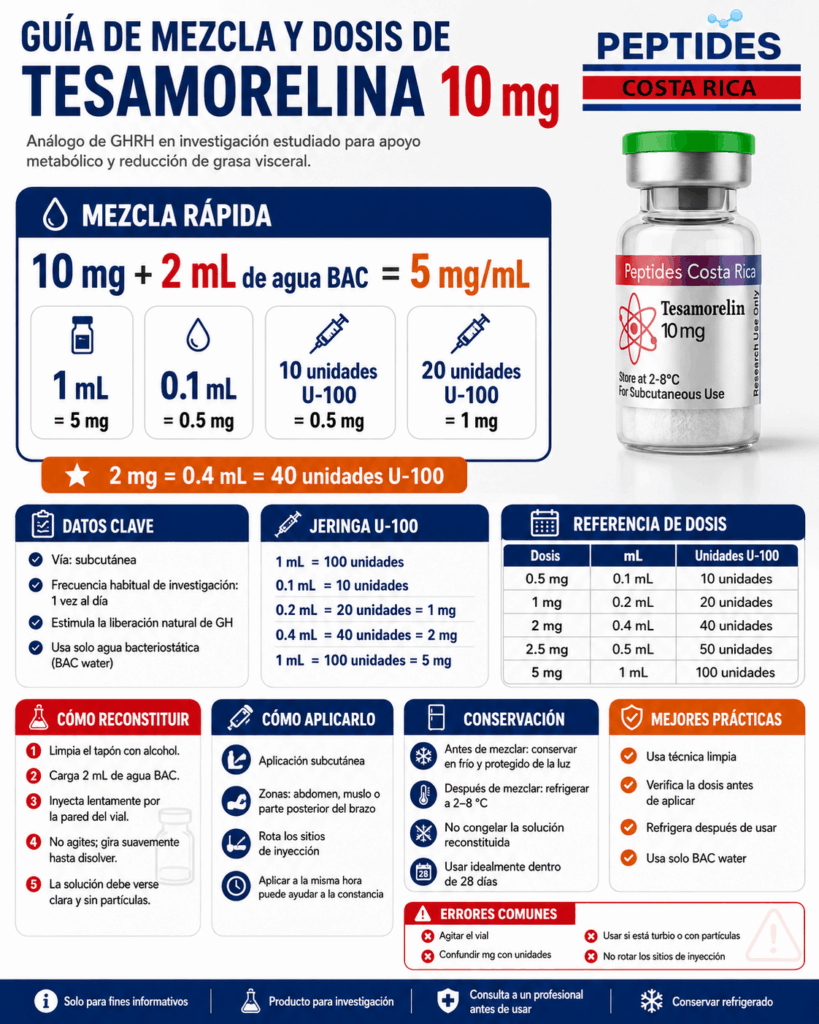 GUÍA DE MEZCLA Y DOSIS DE
TESAMORELINA 10 mg
Análogo de GHRH en investigación estudiado para apoyo
metabólico y reducción de grasa visceral.
PEPTIDES
COSTA RICA
MEZCLA RÁPIDA
10 mg + 2 mL de agua BAC = 5 mg/mL
1 mL
= 5 mg
0.1 mL
= 0.5 mg
10 unidades
U-100
= 0.5 mg
20 unidades
U-100
= 1 mg
2 mg = 0.4 mL = 40 unidades U-100
Peptides Costa Rica
Tesamorelin
10 mg
Store at 2-8°C
For Subcutaneous Use
Research Use Only
DATOS CLAVE
Vía: subcutánea
Frecuencia habitual de investigación:
1 vez al día
Estimula la liberación natural de GH
Usa solo agua bacteriostática
(BAC water)
JERINGA U-100
1 mL = 100 unidades
0.1 mL = 10 unidades
0.2 mL = 20 unidades = 1 mg
0.4 mL = 40 unidades = 2 mg
1 mL = 100 unidades = 5 mg
REFERENCIA DE DOSIS
Dosis mL Unidades U-100
0.5 mg 0.1 mL 10 unidades
1 mg 0.2 mL 20 unidades
2 mg 0.4 mL 40 unidades
2.5 mg 0.5 mL 50 unidades
5 mg 1 mL 100 unidades
CÓMO RECONSTITUIR
1 Limpia el tapón con alcohol.
2 Carga 2 mL de agua BAC.
3 Inyecta lentamente por
la pared del vial.
4 No agites; gira suavemente
hasta disolver.
5 La solución debe verse
clara y sin partículas.
CÓMO APLICARLO
Aplicación subcutánea
Zonas: abdomen, muslo o
parte posterior del brazo
Rota los sitios
de inyección
Aplicar a la misma hora
puede ayudar a la constancia
CONSERVACIÓN
Antes de mezclar: conservar
en frío y protegido de la luz
Después de mezclar: refrigerar
a 2–8 °C
No congelar la solución
reconstituida
28
Usar idealmente dentro
de 28 días
MEJORES PRÁCTICAS
Usa técnica limpia
Verifica la dosis antes
de aplicar
Refrigera después de usar
Usa solo BAC water
ERRORES COMUNES
Agitar el vial
Confundir mg con unidades
Usar si está turbio o con partículas
No rotar los sitios de inyección
Solo para fines informativos
Producto para investigación
Consulta a un profesional
antes de usar
Conservar refrigerado